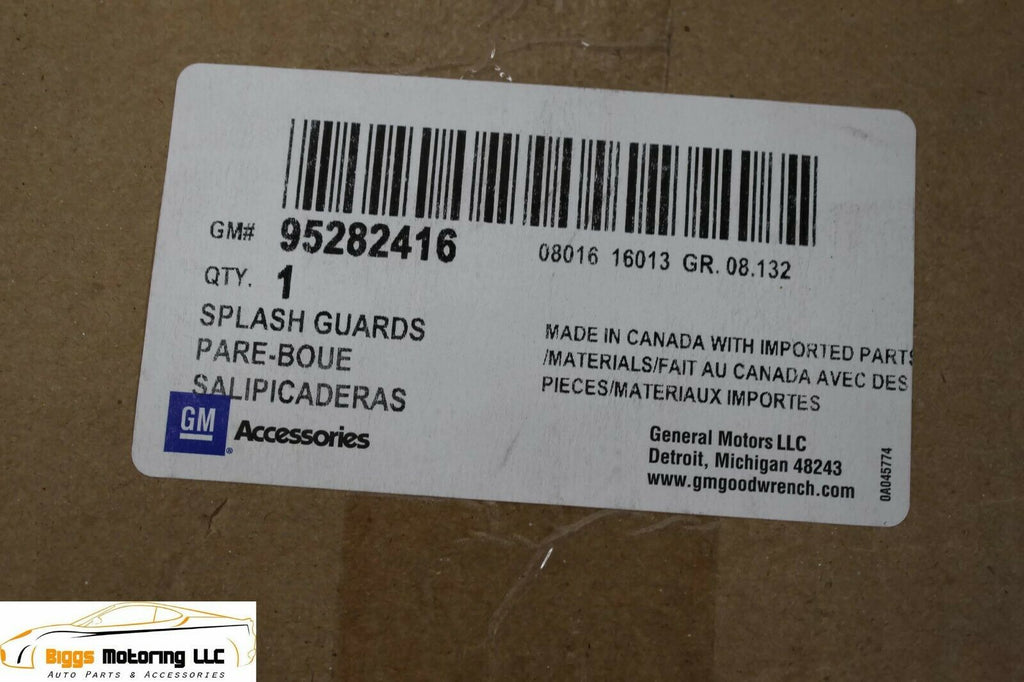 GM# 95282416
08016 16013 GR. 08.132
QTY. 1
SPLASH GUARDS
PARE-BOUE
SALIPICADERAS
MADE IN CANADA WITH IMPORTED PARTS
/MATERIALS/FAIT AU CANADA AVEC DES
PIECES/MATERIAUX IMPORTES
GM® Accessories
General Motors LLC
Detroit, Michigan 48243
www.gmgoodwrench.com
0A045774
Biggs Motoring LLC
Auto Parts & Accessories